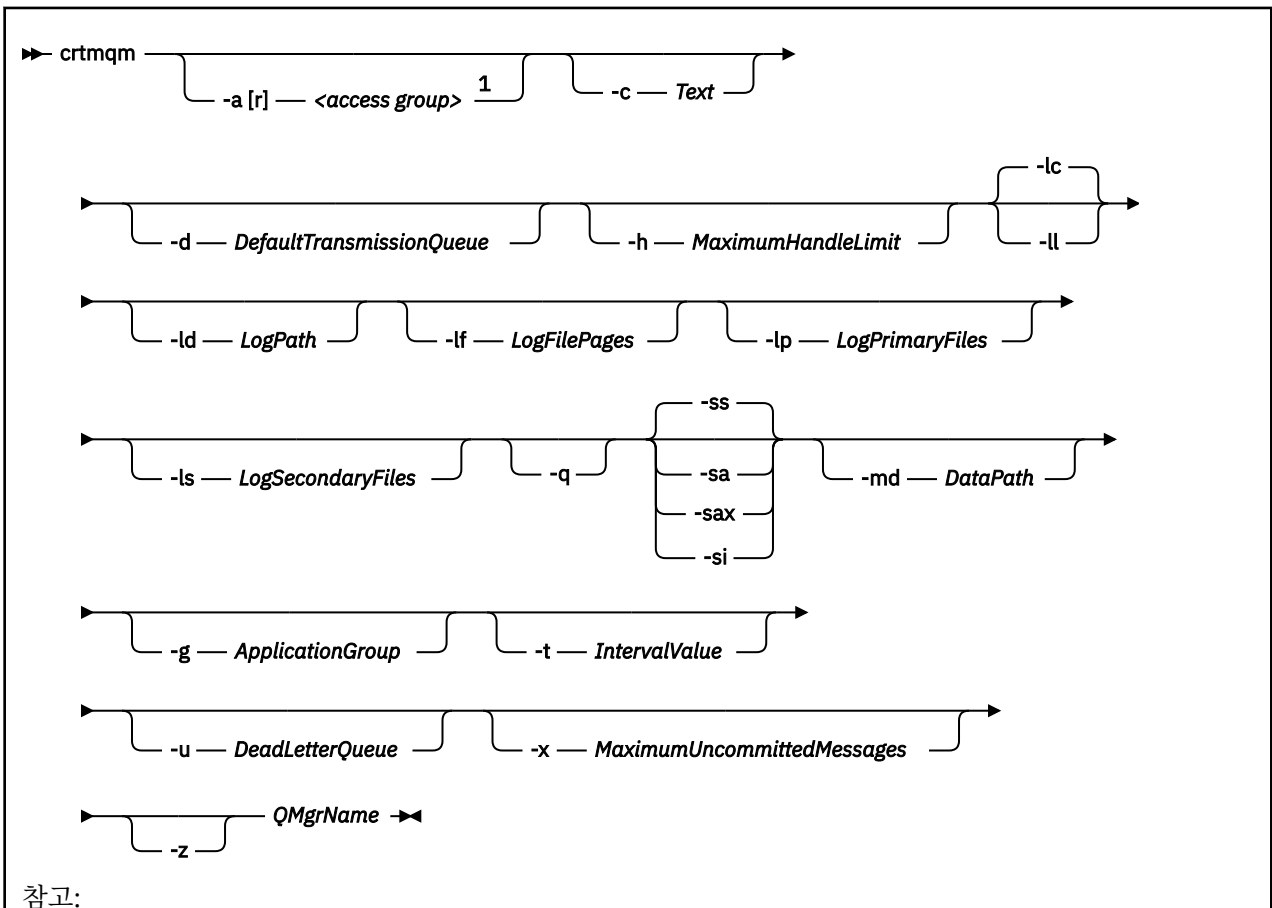 crtmqm -a [r] <access group> 1 -c Text
-lc
-d DefaultTransmissionQueue -h MaximumHandleLimit -ll
-ld LogPath -lf LogFilePages -lp LogPrimaryFiles
-ss
-ls LogSecondaryFiles -q -sa -md DataPath
-sax
-si
-g ApplicationGroup -t IntervalValue
-u DeadLetterQueue -x MaximumUncommittedMessages
QMgrName
-z
참고: